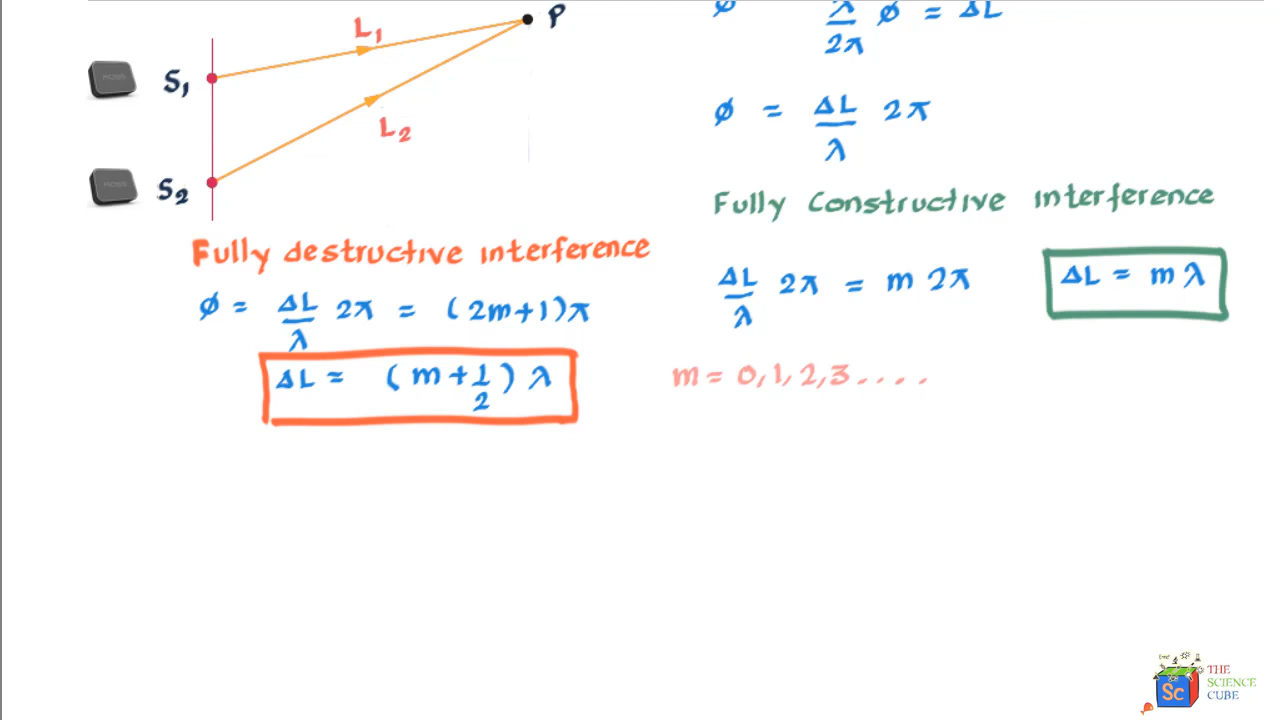 L₁
P
S₁
L₂
S₂
Fully destructive interference
ø = ΔL/λ 2π = (2m+1)π
ΔL = (m + 1/2) λ
ø λ/2π ø = ΔL
ø = ΔL/λ 2π
Fully Constructive interference
ΔL/λ 2π = m 2π
ΔL = m λ
m = 0, 1, 2, 3 . . . .
Sc
THE
SCIENCE
CUBE